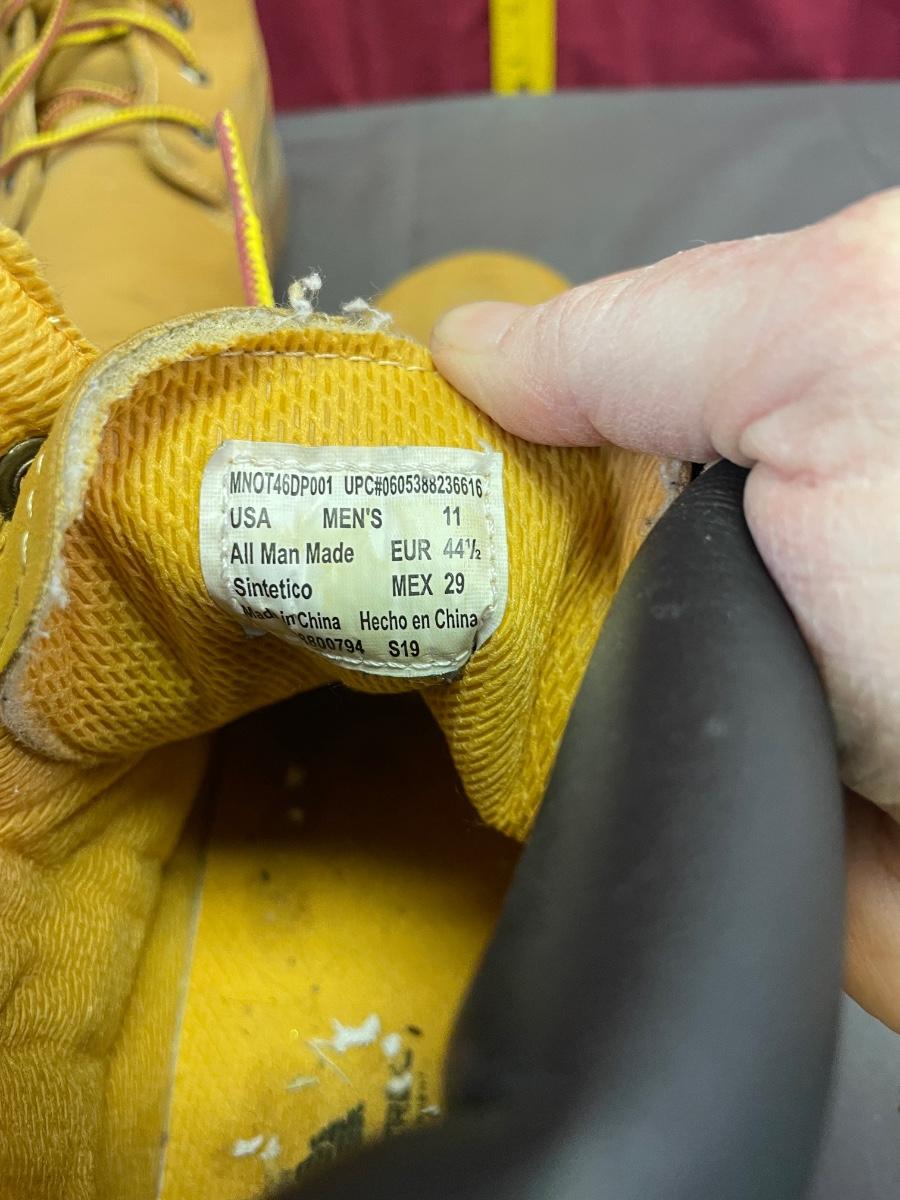 MNOT46DP001 UPC#0605388236616
USA MEN'S 11
All Man Made EUR 44½
Sintetico MEX 29
Made in China Hecho en China
8800794 S19